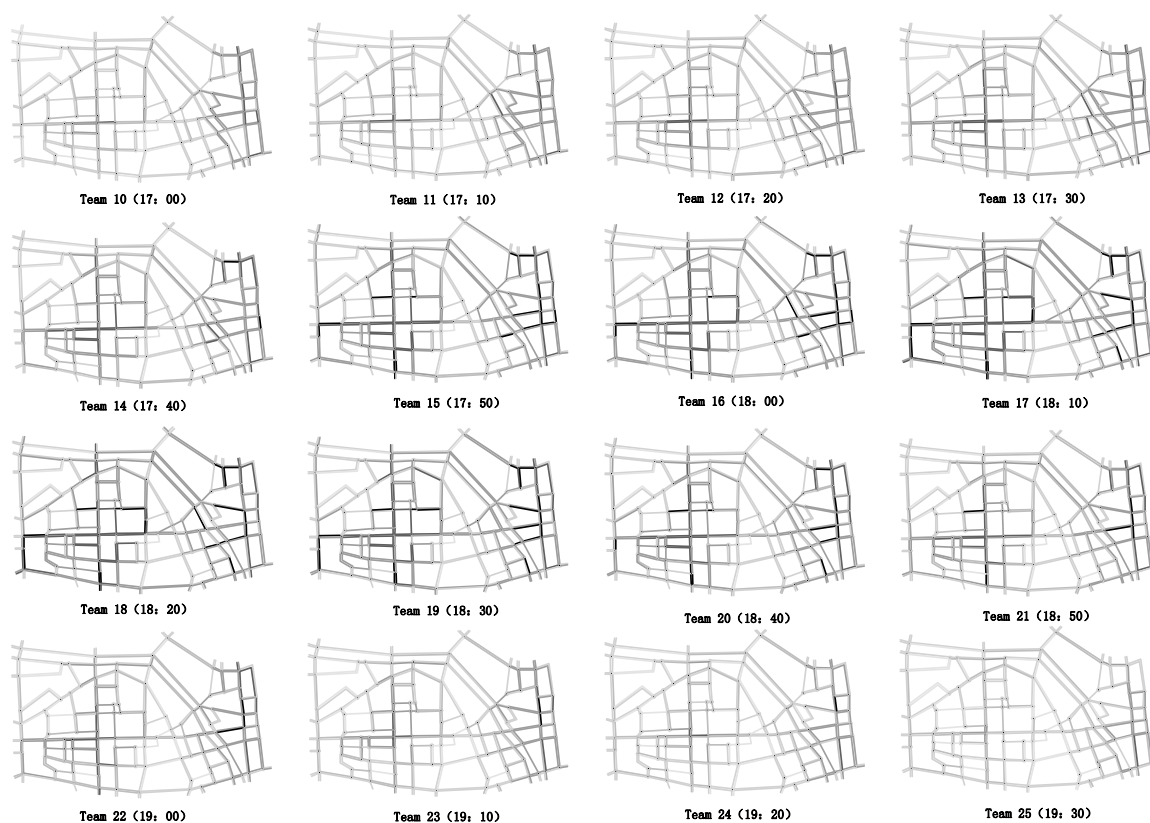 Team 10 (17: 00)
Team 11 (17: 10)
Team 12 (17: 20)
Team 13 (17: 30)
Team 14 (17: 40)
Team 15 (17: 50)
Team 16 (18: 00)
Team 17 (18: 10)
Team 18 (18: 20)
Team 19 (18: 30)
Team 20 (18: 40)
Team 21 (18: 50)
Team 22 (19: 00)
Team 23 (19: 10)
Team 24 (19: 20)
Team 25 (19: 30)